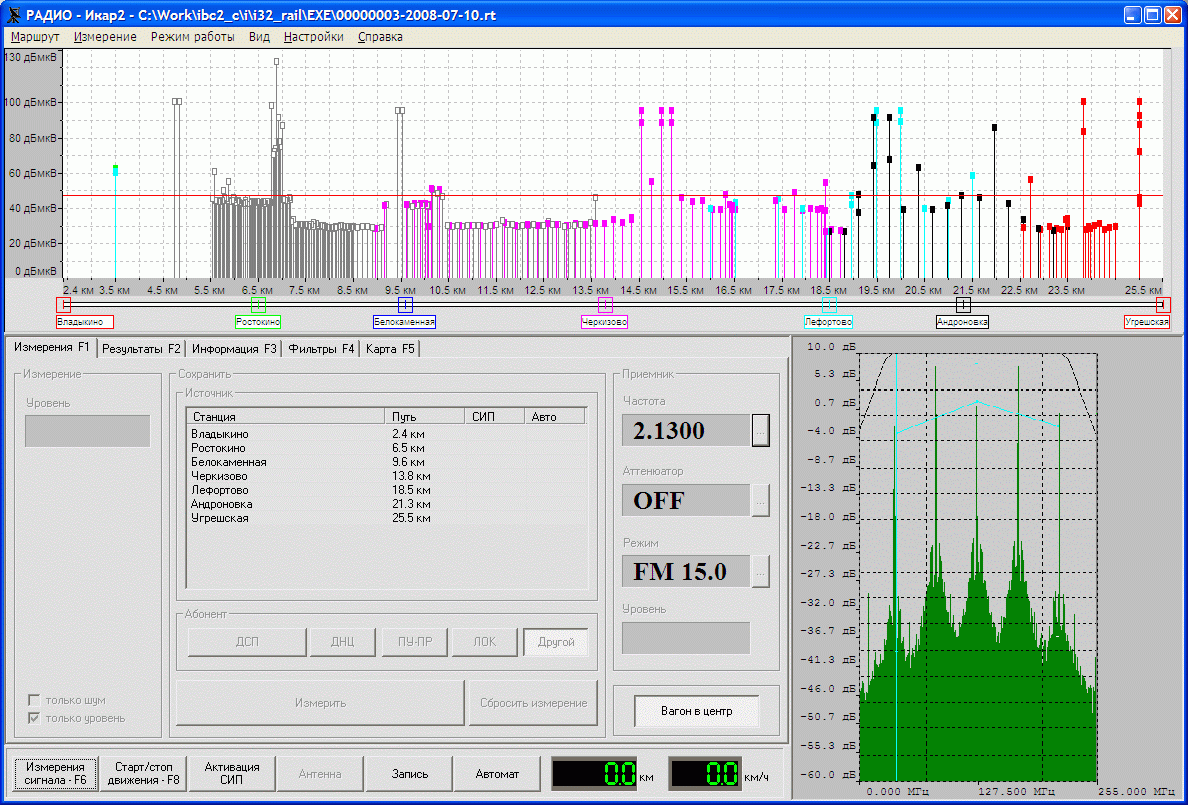 РАДИО - Икар2 - C:\Work\ibc2_c\i\i32_rail\EXE\00000003-2008-07-10.rt
Маршрут Измерение Режим работы Вид Настройки Справка
130 дБмкВ
100 дБмкВ
80 дБмкВ
60 дБмкВ
40 дБмкВ
20 дБмкВ
0 дБмкВ
2.4 км 3.5 км 4.5 км 5.5 км 6.5 км 7.5 км 8.5 км 9.5 км 10.5 км 11.5 км 12.5 км 13.5 км 14.5 км 15.5 км 16.5 км 17.5 км 18.5 км 19.5 км 20.5 км 21.5 км 22.5 км 23.5 км 25.5 км
Владыкино Ростокино Белокаменная Черкизово Лефортово Андроновка Угрешская
Измерения F1 Результаты F2 Информация F3 Фильтры F4 Карта F5
Измерение
Уровень
только шум
только уровень
Сохранить
Источник
Станция Путь СИП Авто
Владыкино 2.4 км
Ростокино 6.5 км
Белокаменная 9.6 км
Черкизово 13.8 км
Лефортово 18.5 км
Андроновка 21.3 км
Угрешская 25.5 км
Абонент
ДСП ДНЦ ПУ-ПР ЛОК Другой
Измерить Сбросить измерение
Приемник
Частота
2.1300 ...
Аттенюатор
OFF ...
Режим
FM 15.0 ...
Уровень
Вагон в центр
10.0 дБ
5.3 дБ
0.7 дБ
-4.0 дБ
-8.7 дБ
-13.3 дБ
-18.0 дБ
-22.7 дБ
-27.3 дБ
-32.0 дБ
-36.7 дБ
-41.3 дБ
-46.0 дБ
-50.7 дБ
-55.3 дБ
-60.0 дБ
0.000 МГц 127.500 МГц 255.000 МГц
Измерения
сигнала - F6
Старт/стоп
движения - F8
Активация
СИП
Антенна
Запись
Автомат
0.0 км
0.0 км/ч